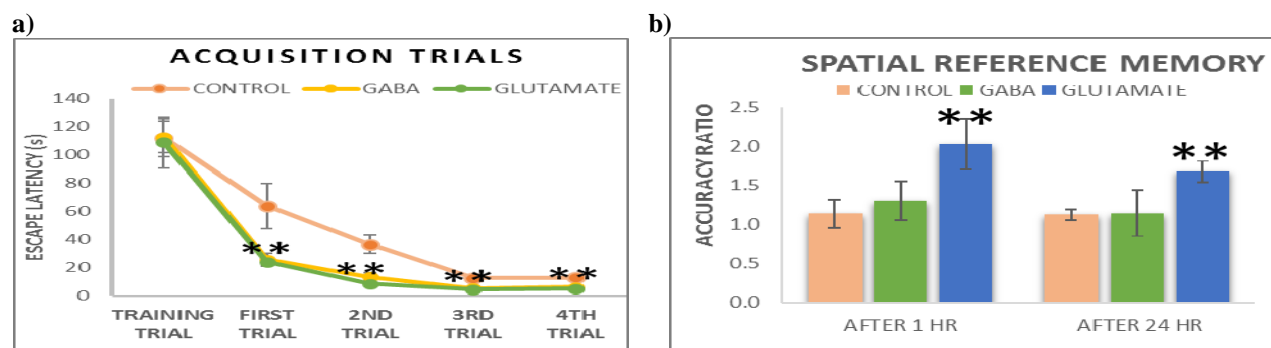 a)
ACQUISITION TRIALS
CONTROL GABA GLUTAMATE
ESCAPE LATENCY (s)
140
120
100
80
60
40
20
0
**
**
**
**
TRAINING TRIAL
FIRST TRIAL
2ND TRIAL
3RD TRIAL
4TH TRIAL
b)
SPATIAL REFERENCE MEMORY
CONTROL GABA GLUTAMATE
ACCURACY RATIO
2.5
2.0
1.5
1.0
0.5
0.0
**
**
AFTER 1 HR
AFTER 24 HR